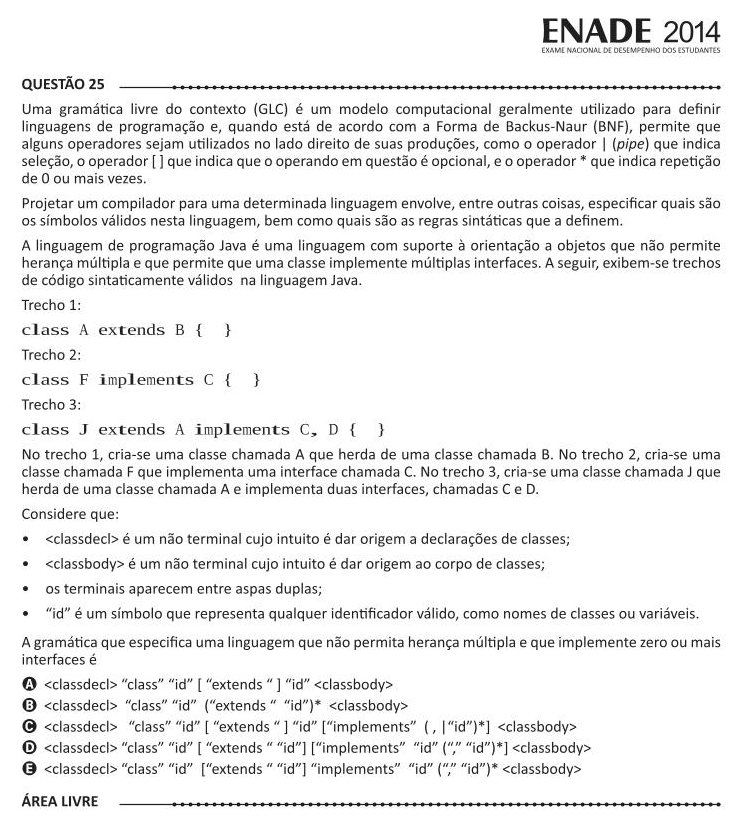 ENADE 2014
EXAME NACIONAL DE DESEMPENHO DOS ESTUDANTES
QUESTÃO 25
Uma gramática livre do contexto (GLC) é um modelo computacional geralmente utilizado para definir
linguagens de programação e, quando está de acordo com a Forma de Backus-Naur (BNF), permite que
alguns operadores sejam utilizados no lado direito de suas produções, como o operador | (pipe) que indica
seleção, o operador [ ] que indica que o operando em questão é opcional, e o operador * que indica repetição
de 0 ou mais vezes.
Projetar um compilador para uma determinada linguagem envolve, entre outras coisas, especificar quais são
os símbolos válidos nesta linguagem, bem como quais são as regras sintáticas que a definem.
A linguagem de programação Java é uma linguagem com suporte à orientação a objetos que não permite
herança múltipla e que permite que uma classe implemente múltiplas interfaces. A seguir, exibem-se trechos
de código sintaticamente válidos na linguagem Java.
Trecho 1:
class A extends B { }
Trecho 2:
class F implements C { }
Trecho 3:
class J extends A implements C, D { }
No trecho 1, cria-se uma classe chamada A que herda de uma classe chamada B. No trecho 2, cria-se uma
classe chamada F que implementa uma interface chamada C. No trecho 3, cria-se uma classe chamada J que
herda de uma classe chamada A e implementa duas interfaces, chamadas C e D.
Considere que:
• <classdecl> é um não terminal cujo intuito é dar origem a declarações de classes;
• <classbody> é um não terminal cujo intuito é dar origem ao corpo de classes;
• os terminais aparecem entre aspas duplas;
• “id” é um símbolo que representa qualquer identificador válido, como nomes de classes ou variáveis.
A gramática que especifica uma linguagem que não permita herança múltipla e que implemente zero ou mais
interfaces é
A <classdecl> “class” “id” [ “extends “ ] “id” <classbody>
B <classdecl> “class” “id” (“extends “ “id”)* <classbody>
C <classdecl> “class” “id” [ “extends “ ] “id” [“implements” ( , |“id”)*] <classbody>
D <classdecl> “class” “id” [ “extends “ “id”] [“implements” “id” (“,” “id”)*] <classbody>
E <classdecl> “class” “id” [“extends “ “id”] “implements” “id” (“,” “id”)* <classbody>
ÁREA LIVRE